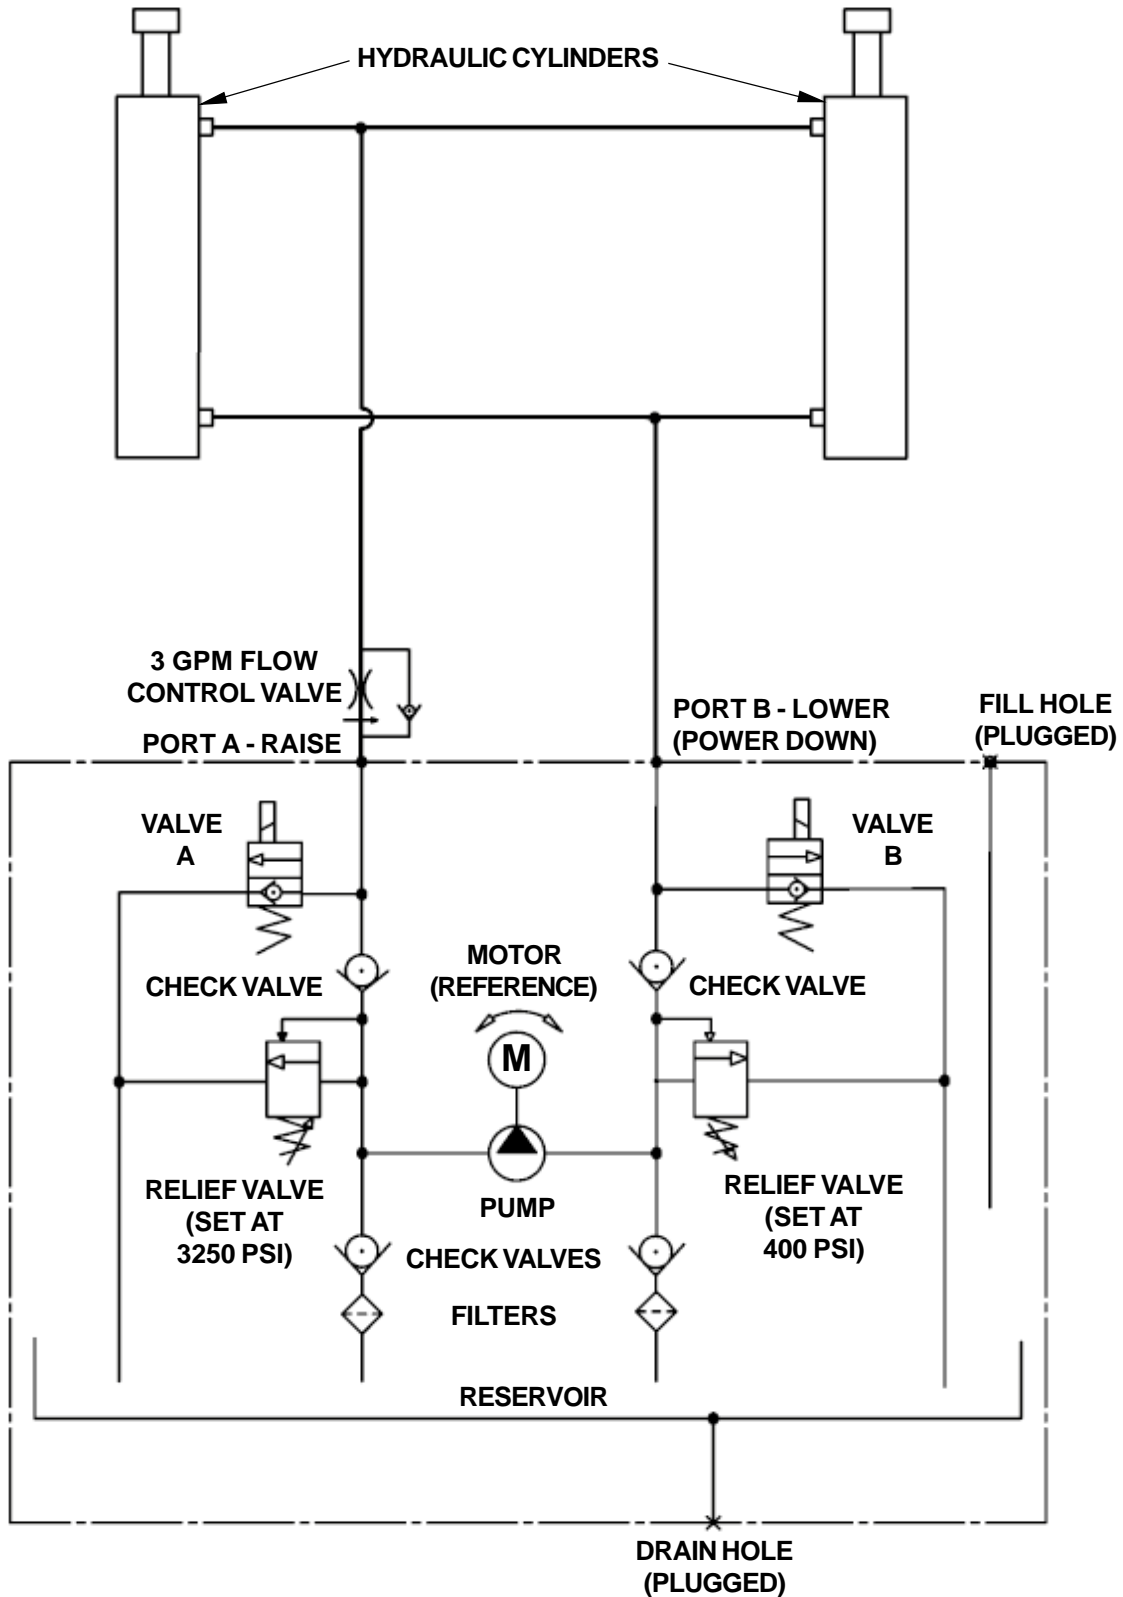 HYDRAULIC CYLINDERS
3 GPM FLOW
CONTROL VALVE
PORT A - RAISE
PORT B - LOWER
(POWER DOWN)
FILL HOLE
(PLUGGED)
VALVE
A
VALVE
B
CHECK VALVE
MOTOR
(REFERENCE)
CHECK VALVE
M
RELIEF VALVE
(SET AT
3250 PSI)
PUMP
RELIEF VALVE
(SET AT
400 PSI)
CHECK VALVES
FILTERS
RESERVOIR
DRAIN HOLE
(PLUGGED)